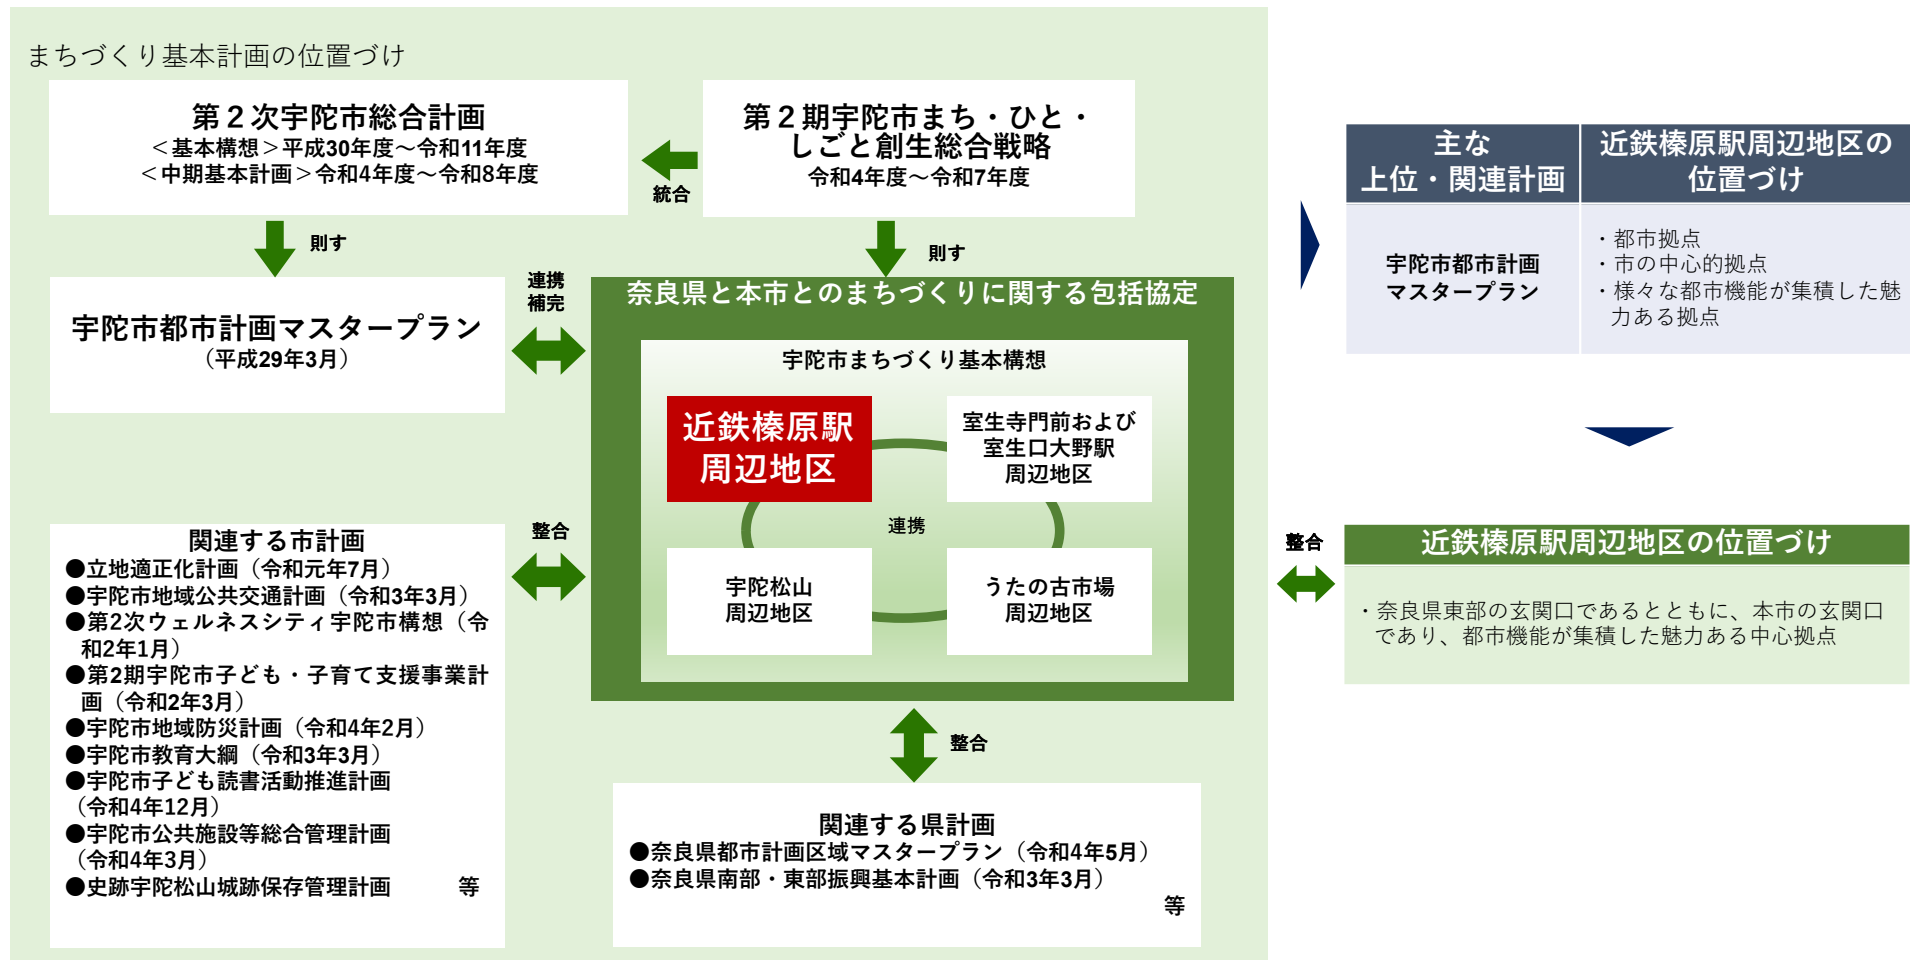 まちづくり基本計画の位置づけ
第２次宇陀市総合計画
＜基本構想＞平成30年度～令和11年度
＜中期基本計画＞令和4年度～令和8年度
統合
第２期宇陀市まち・ひと・
しごと創生総合戦略
令和4年度～令和7年度
則す
則す
宇陀市都市計画マスタープラン
（平成29年3月）
連携
補完
奈良県と本市とのまちづくりに関する包括協定
宇陀市まちづくり基本構想
近鉄榛原駅
周辺地区
室生寺門前および
室生口大野駅
周辺地区
連携
宇陀松山
周辺地区
うたの古市場
周辺地区
関連する市計画
●立地適正化計画（令和元年7月）
●宇陀市地域公共交通計画（令和3年3月）
●第2次ウェルネスシティ宇陀市構想（令
和2年1月）
●第2期宇陀市子ども・子育て支援事業計
画（令和2年3月）
●宇陀市地域防災計画（令和4年2月）
●宇陀市教育大綱（令和3年3月）
●宇陀市子ども読書活動推進計画
（令和4年12月）
●宇陀市公共施設等総合管理計画
（令和4年3月）
●史跡宇陀松山城跡保存管理計画　　　等
整合
整合
関連する県計画
●奈良県都市計画区域マスタープラン（令和4年5月）
●奈良県南部・東部振興基本計画（令和3年3月）
等
主な
上位・関連計画
近鉄榛原駅周辺地区の
位置づけ
宇陀市都市計画
マスタープラン
・都市拠点
・市の中心的拠点
・様々な都市機能が集積した魅
力ある拠点
整合
近鉄榛原駅周辺地区の位置づけ
・奈良県東部の玄関口であるとともに、本市の玄関口
であり、都市機能が集積した魅力ある中心拠点